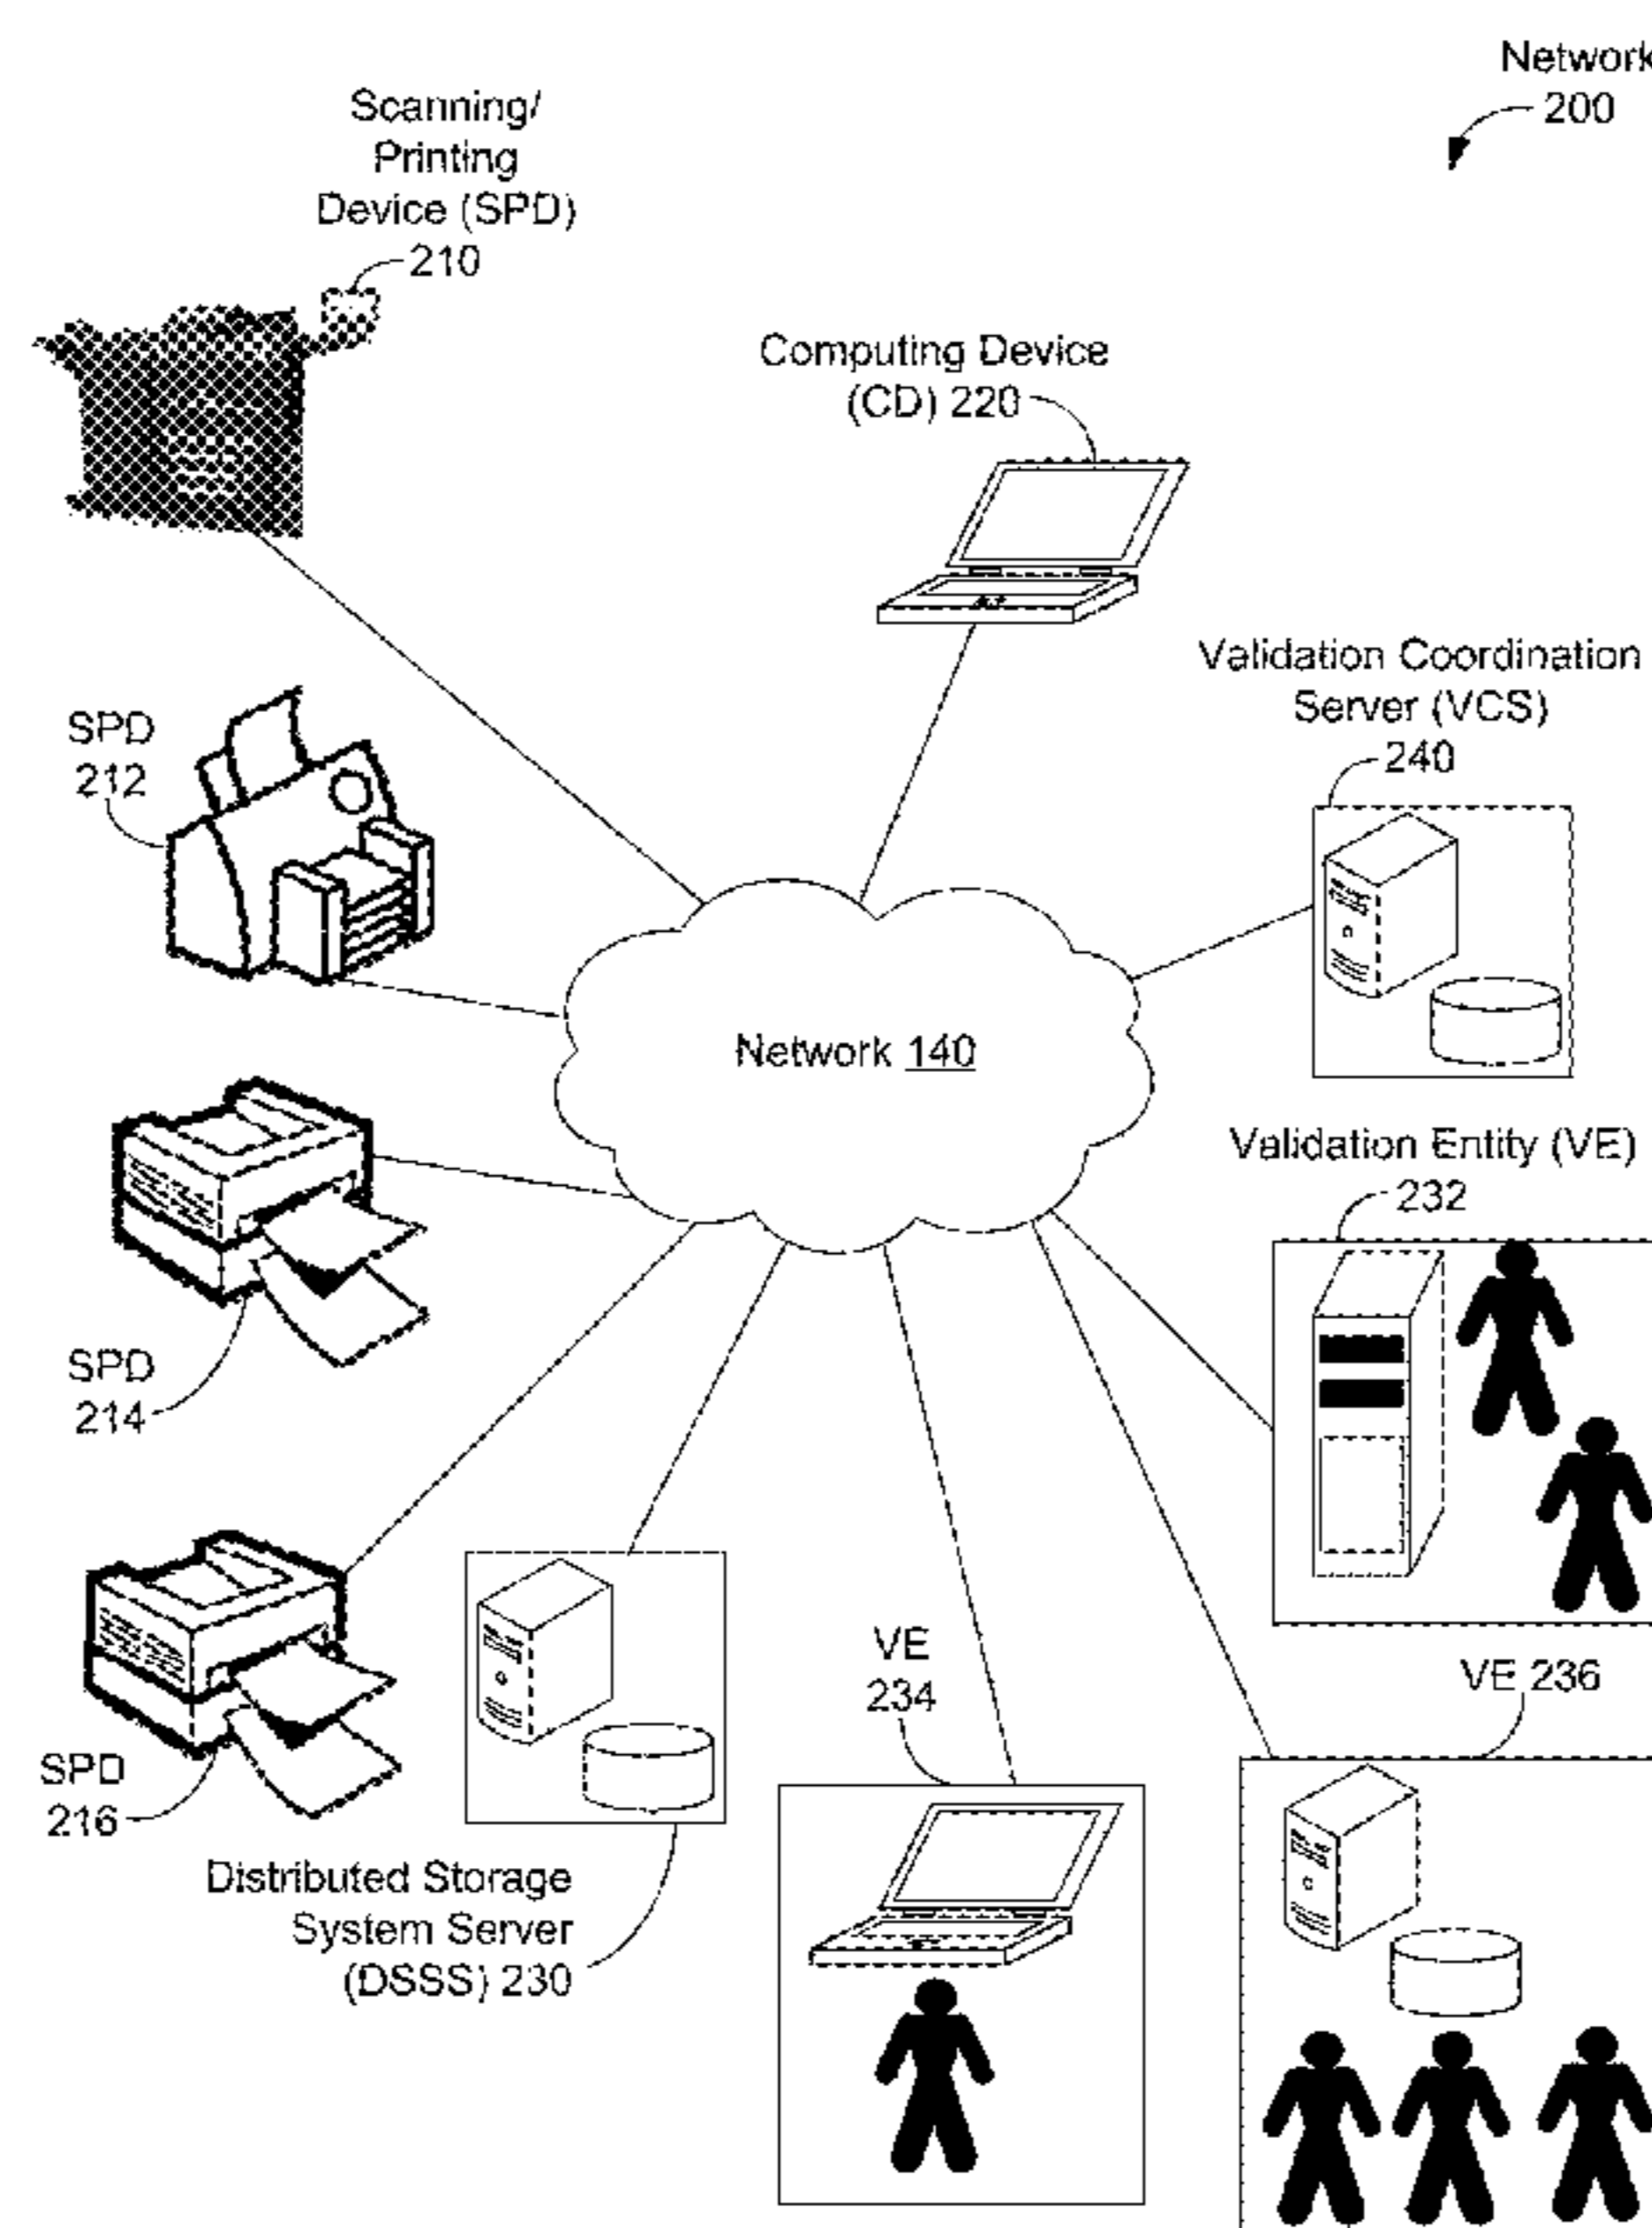 Network
200
Scanning/
Printing
Device (SPD)
210
Computing Device
(CD) 220
Validation Coordination
Server (VCS)
240
SPD
212
Network 140
Validation Entity (VE)
232
SPD
214
VE
234
VE 236
SPD
216
Distributed Storage
System Server
(DSSS) 230